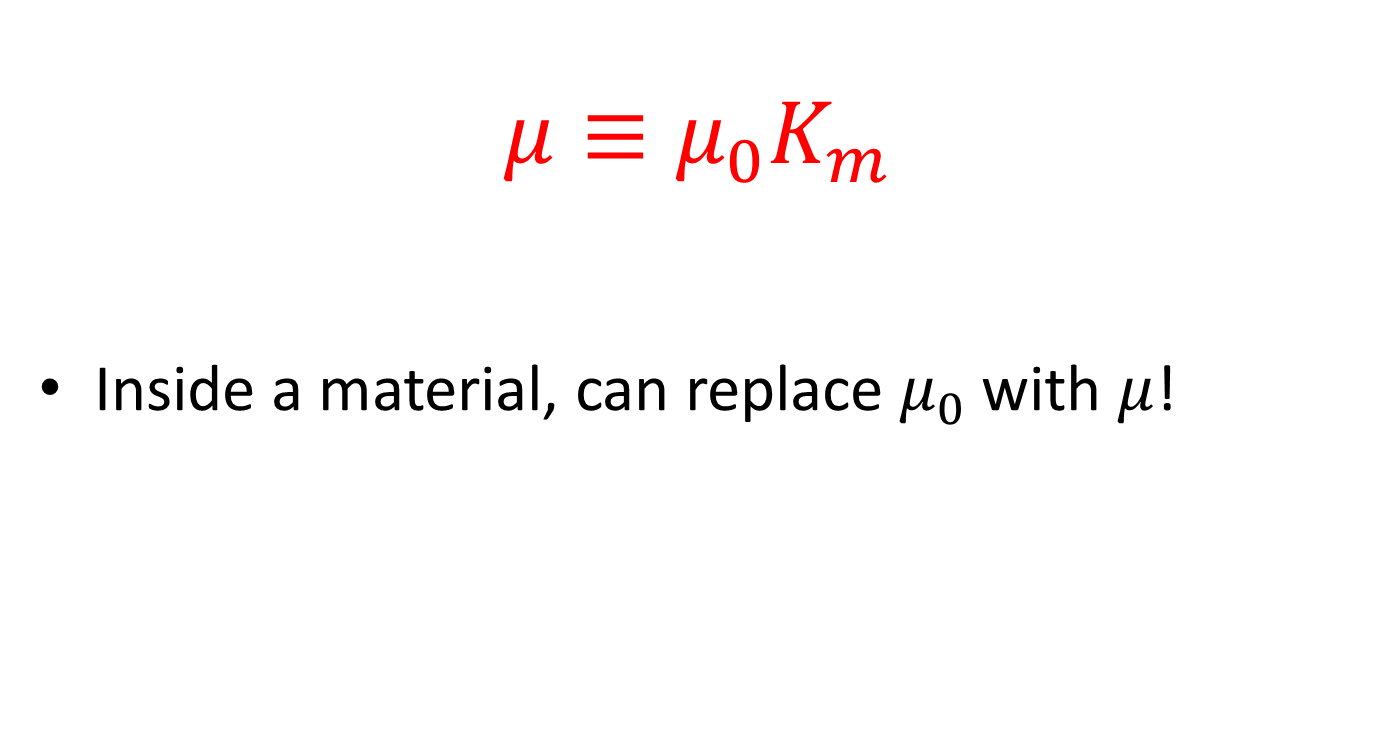 μ ≡ μ₀Kₘ
• Inside a material, can replace μ₀ with μ!